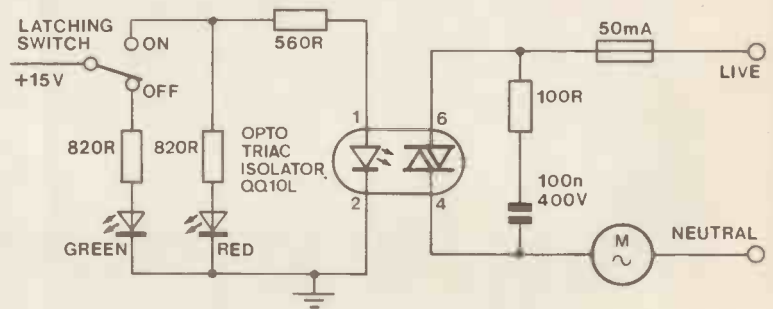 LATCHING
SWITCH
+15V
ON
OFF
560R
50mA
LIVE
100R
1
6
820R
820R
OPTO
TRIAC
ISOLATOR
QQ10L
100n
400V
2
4
GREEN
RED
M
NEUTRAL